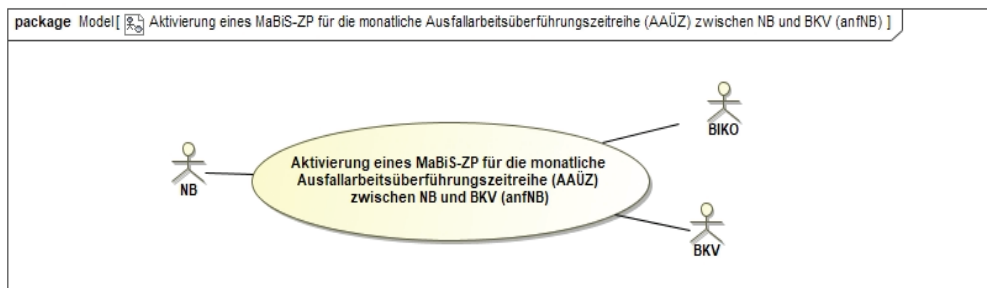 package Model[ Aktivierung eines MaBiS-ZP für die monatliche Ausfallarbeitsüberführungszeitreihe (AAÜZ) zwischen NB und BKV (anfNB) ]
BIKO
Aktivierung eines MaBiS-ZP für die monatliche
Ausfallarbeitsüberführungszeitreihe (AAÜZ)
zwischen NB und BKV (anfNB)
NB
BKV